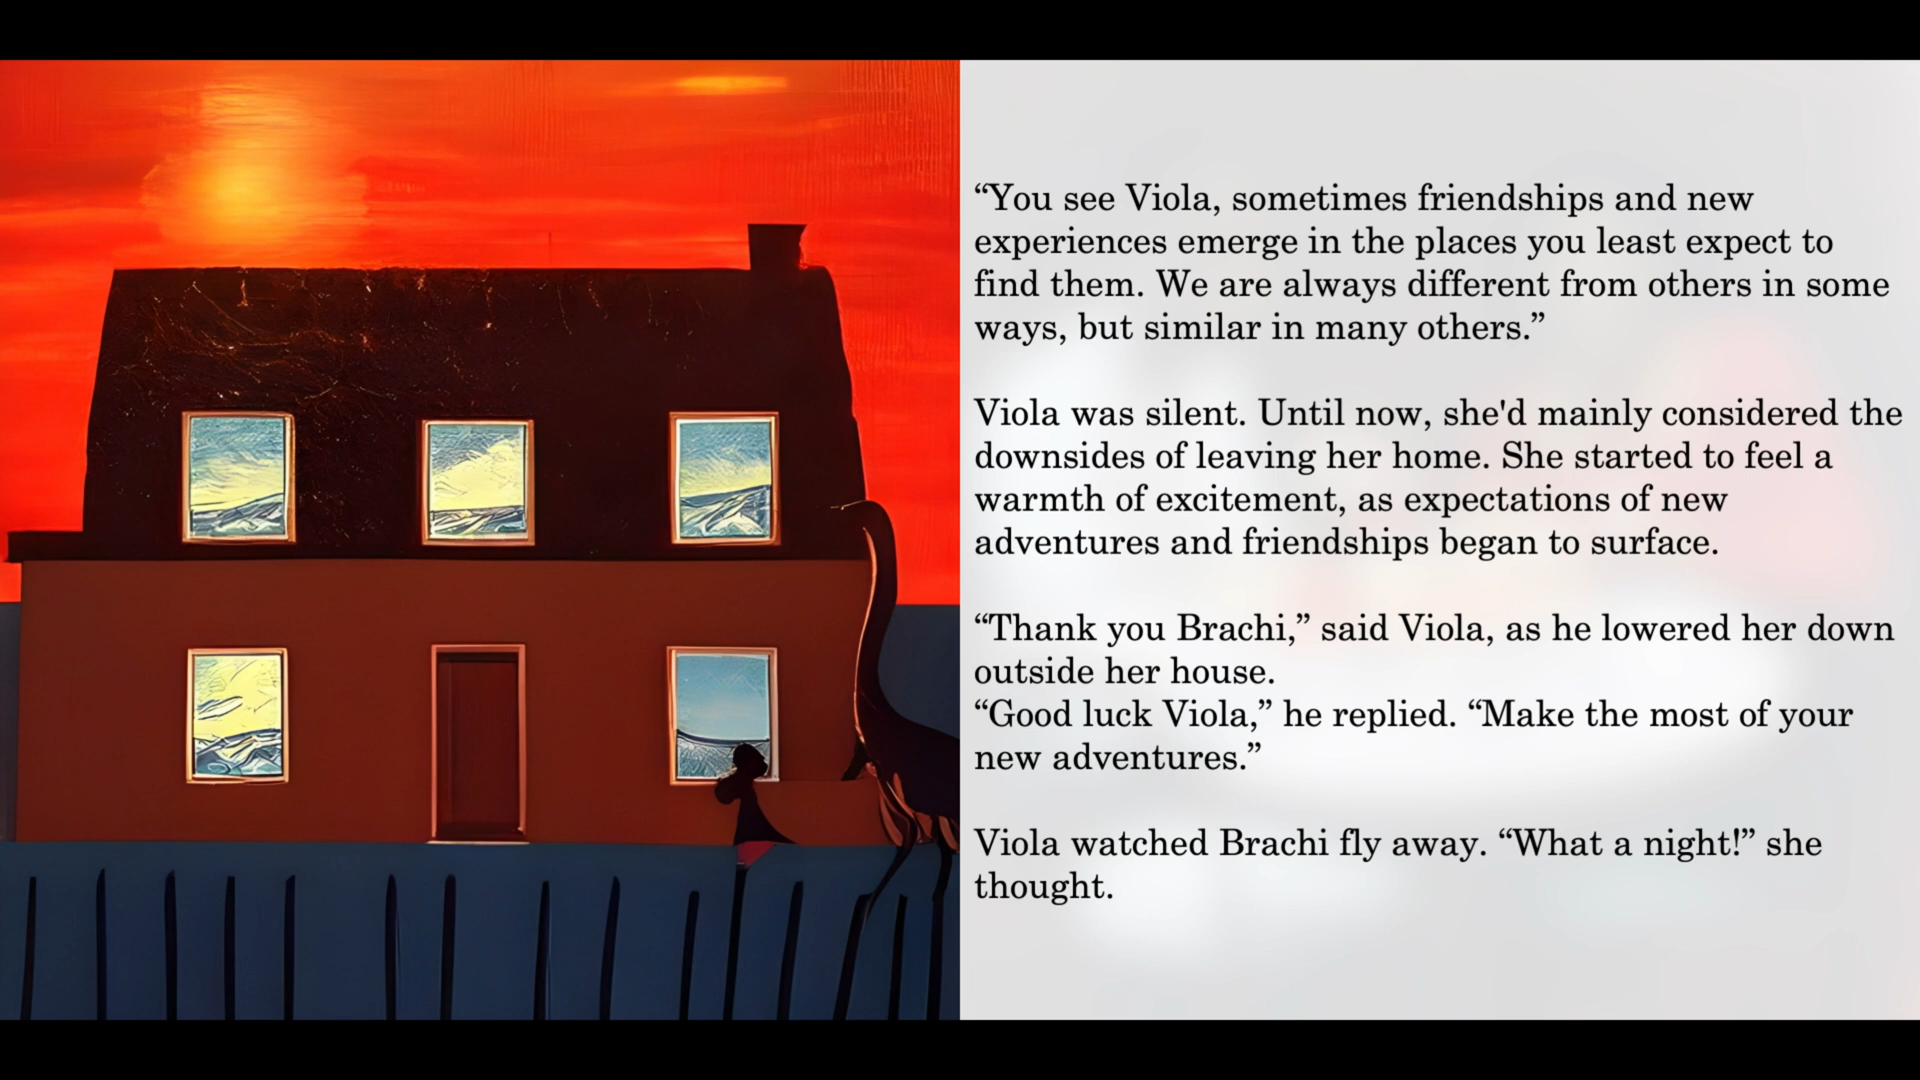 “You see Viola, sometimes friendships and new
experiences emerge in the places you least expect to
find them. We are always different from others in some
ways, but similar in many others.”
Viola was silent. Until now, she'd mainly considered the
downsides of leaving her home. She started to feel a
warmth of excitement, as expectations of new
adventures and friendships began to surface.
“Thank you Brachi,” said Viola, as he lowered her down
outside her house.
“Good luck Viola,” he replied. “Make the most of your
new adventures.”
Viola watched Brachi fly away. “What a night!” she
thought.